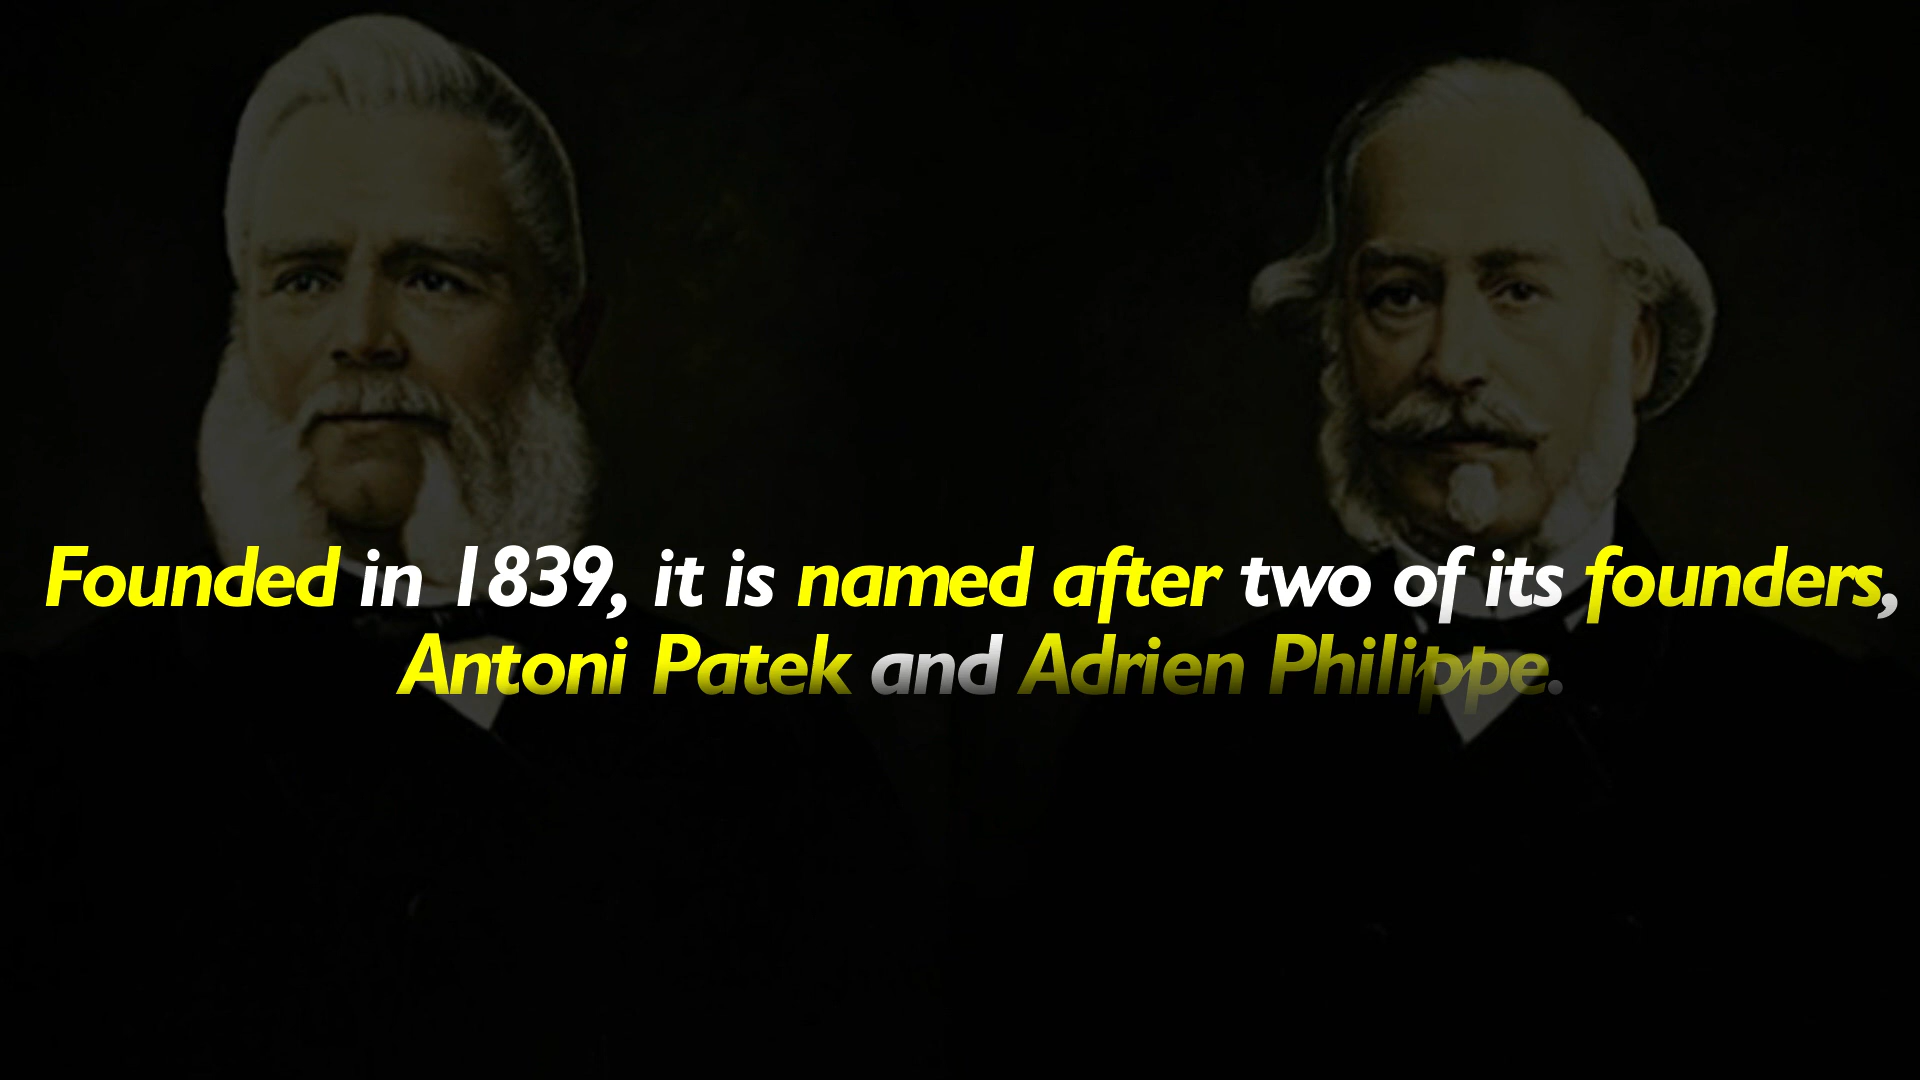 Founded in 1839, it is named after two of its founders,
Antoni Patek and Adrien Philippe.